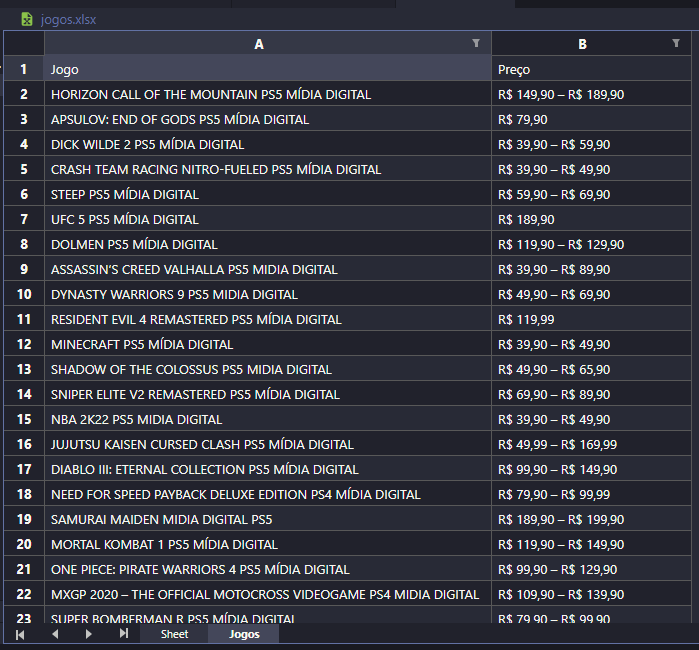 jogos.xlsx
A B
1 Jogo Preço
2 HORIZON CALL OF THE MOUNTAIN PS5 MÍDIA DIGITAL R$ 149,90 – R$ 189,90
3 APSULOV: END OF GODS PS5 MÍDIA DIGITAL R$ 79,90
4 DICK WILDE 2 PS5 MÍDIA DIGITAL R$ 39,90 – R$ 59,90
5 CRASH TEAM RACING NITRO-FUELED PS5 MÍDIA DIGITAL R$ 39,90 – R$ 49,90
6 STEEP PS5 MÍDIA DIGITAL R$ 59,90 – R$ 69,90
7 UFC 5 PS5 MÍDIA DIGITAL R$ 189,90
8 DOLMEN PS5 MÍDIA DIGITAL R$ 119,90 – R$ 129,90
9 ASSASSIN’S CREED VALHALLA PS5 MIDIA DIGITAL R$ 39,90 – R$ 89,90
10 DYNASTY WARRIORS 9 PS5 MIDIA DIGITAL R$ 49,90 – R$ 69,90
11 RESIDENT EVIL 4 REMASTERED PS5 MÍDIA DIGITAL R$ 119,99
12 MINECRAFT PS5 MÍDIA DIGITAL R$ 39,90 – R$ 49,90
13 SHADOW OF THE COLOSSUS PS5 MIDIA DIGITAL R$ 49,90 – R$ 65,90
14 SNIPER ELITE V2 REMASTERED PS5 MÍDIA DIGITAL R$ 69,90 – R$ 89,90
15 NBA 2K22 PS5 MIDIA DIGITAL R$ 39,90 – R$ 49,90
16 JUJUTSU KAISEN CURSED CLASH PS5 MÍDIA DIGITAL R$ 49,99 – R$ 169,99
17 DIABLO III: ETERNAL COLLECTION PS5 MÍDIA DIGITAL R$ 99,90 – R$ 149,90
18 NEED FOR SPEED PAYBACK DELUXE EDITION PS4 MÍDIA DIGITAL R$ 79,90 – R$ 99,99
19 SAMURAI MAIDEN MIDIA DIGITAL PS5 R$ 189,90 – R$ 199,90
20 MORTAL KOMBAT 1 PS5 MÍDIA DIGITAL R$ 119,90 – R$ 149,90
21 ONE PIECE: PIRATE WARRIORS 4 PS5 MÍDIA DIGITAL R$ 99,90 – R$ 129,90
22 MXGP 2020 – THE OFFICIAL MOTOCROSS VIDEOGAME PS4 MIDIA DIGITAL R$ 109,90 – R$ 139,90
23 SUPER BOMBERMAN R PS5 MÍDIA DIGITAL R$ 79,90 – R$ 99,90
Sheet Jogos